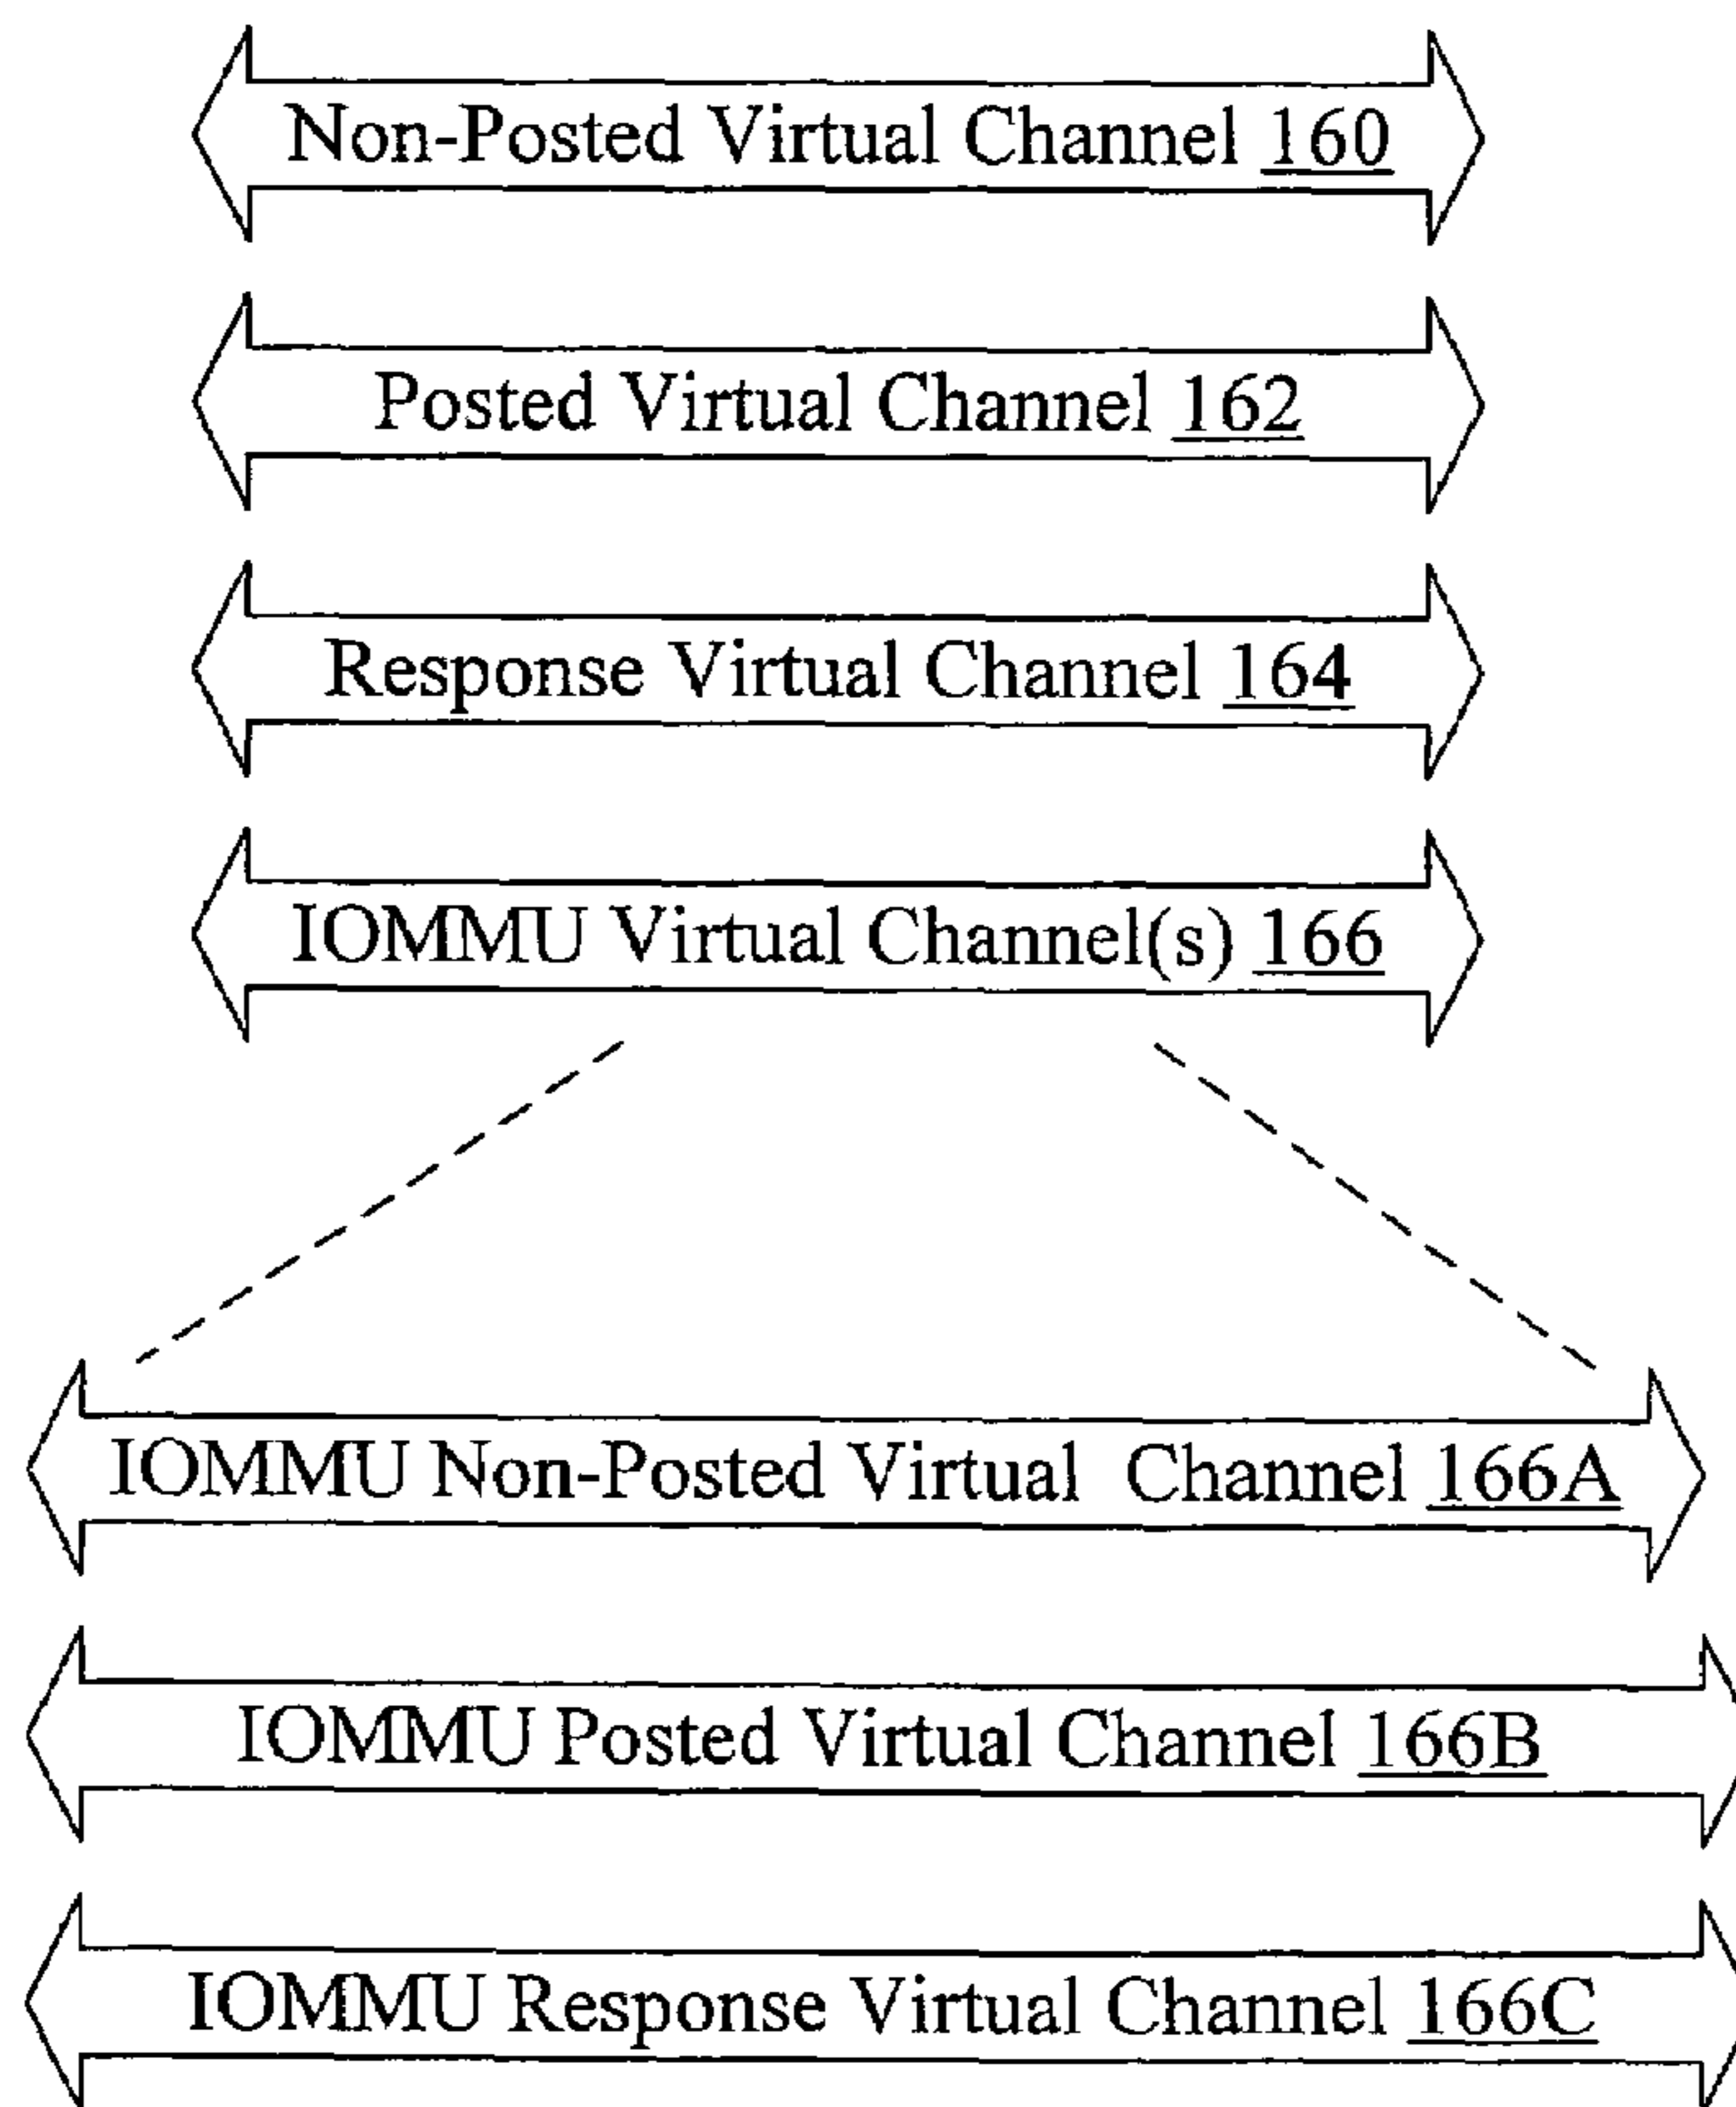 Non-Posted Virtual Channel 160
Posted Virtual Channel 162
Response Virtual Channel 164
IOMMU Virtual Channel(s) 166
IOMMU Non-Posted Virtual Channel 166A
IOMMU Posted Virtual Channel 166B
IOMMU Response Virtual Channel 166C